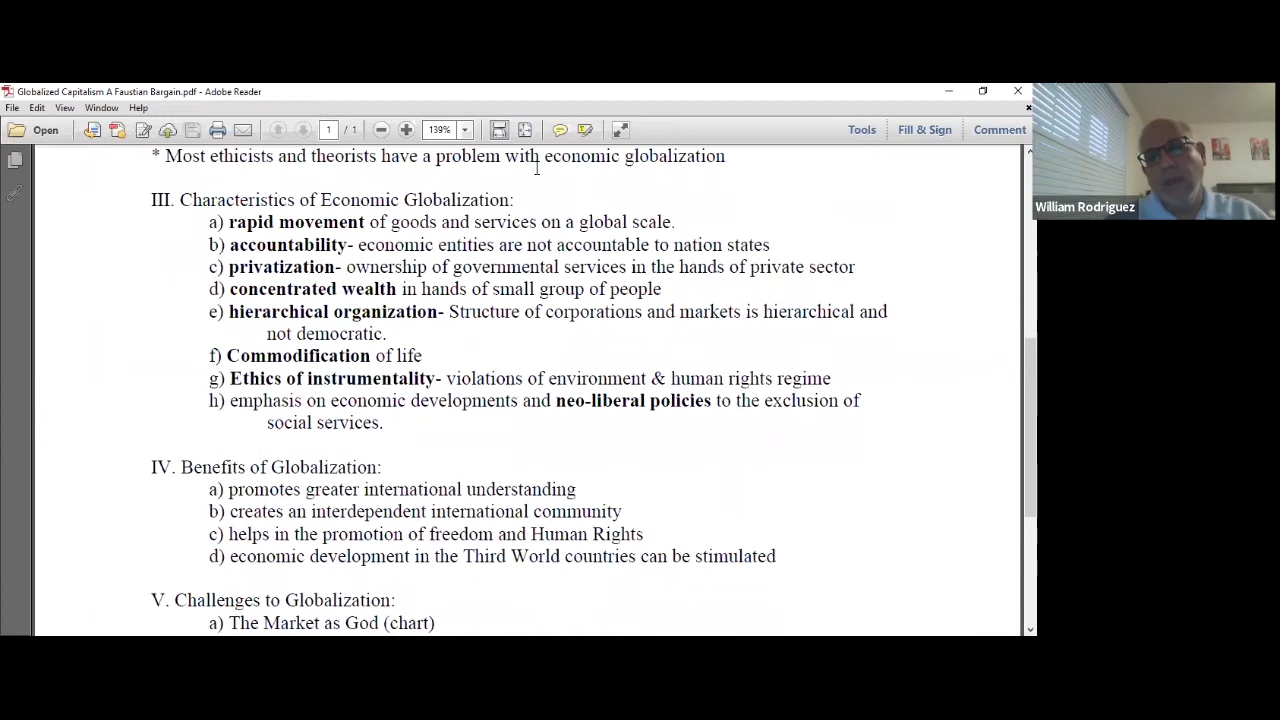 Globalized Capitalism A Faustian Bargain.pdf - Adobe Reader
File Edit View Window Help
Open 1 / 1 139% Tools Fill & Sign Comment
* Most ethicists and theorists have a problem with economic globalization
III. Characteristics of Economic Globalization:
a) rapid movement of goods and services on a global scale.
b) accountability- economic entities are not accountable to nation states
c) privatization- ownership of governmental services in the hands of private sector
d) concentrated wealth in hands of small group of people
e) hierarchical organization- Structure of corporations and markets is hierarchical and
not democratic.
f) Commodification of life
g) Ethics of instrumentality- violations of environment & human rights regime
h) emphasis on economic developments and neo-liberal policies to the exclusion of
social services.
IV. Benefits of Globalization:
a) promotes greater international understanding
b) creates an interdependent international community
c) helps in the promotion of freedom and Human Rights
d) economic development in the Third World countries can be stimulated
V. Challenges to Globalization:
a) The Market as God (chart)
William Rodriguez